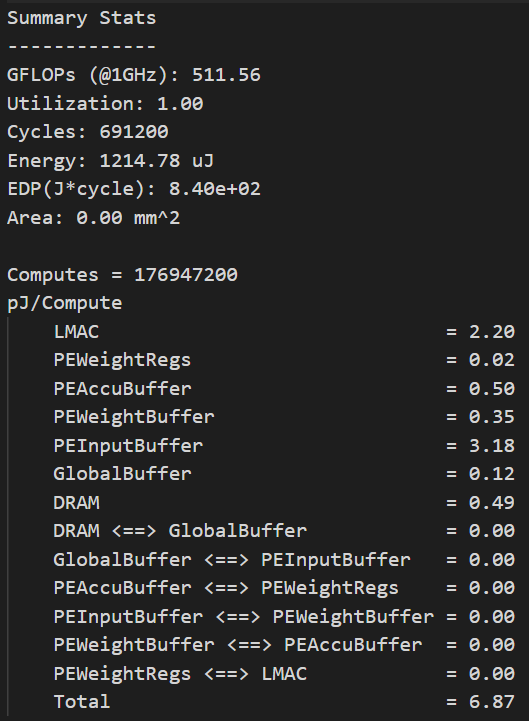 Summary Stats
-------------
GFLOPs (@1GHz): 511.56
Utilization: 1.00
Cycles: 691200
Energy: 1214.78 uJ
EDP(J*cycle): 8.40e+02
Area: 0.00 mm^2

Computes = 176947200
pJ/Compute
    LMAC                              = 2.20
    PEWeightRegs                      = 0.02
    PEAccuBuffer                      = 0.50
    PEWeightBuffer                    = 0.35
    PEInputBuffer                     = 3.18
    GlobalBuffer                      = 0.12
    DRAM                              = 0.49
    DRAM <==> GlobalBuffer            = 0.00
    GlobalBuffer <==> PEInputBuffer   = 0.00
    PEAccuBuffer <==> PEWeightRegs    = 0.00
    PEInputBuffer <==> PEWeightBuffer = 0.00
    PEWeightBuffer <==> PEAccuBuffer  = 0.00
    PEWeightRegs <==> LMAC            = 0.00
    Total                             = 6.87